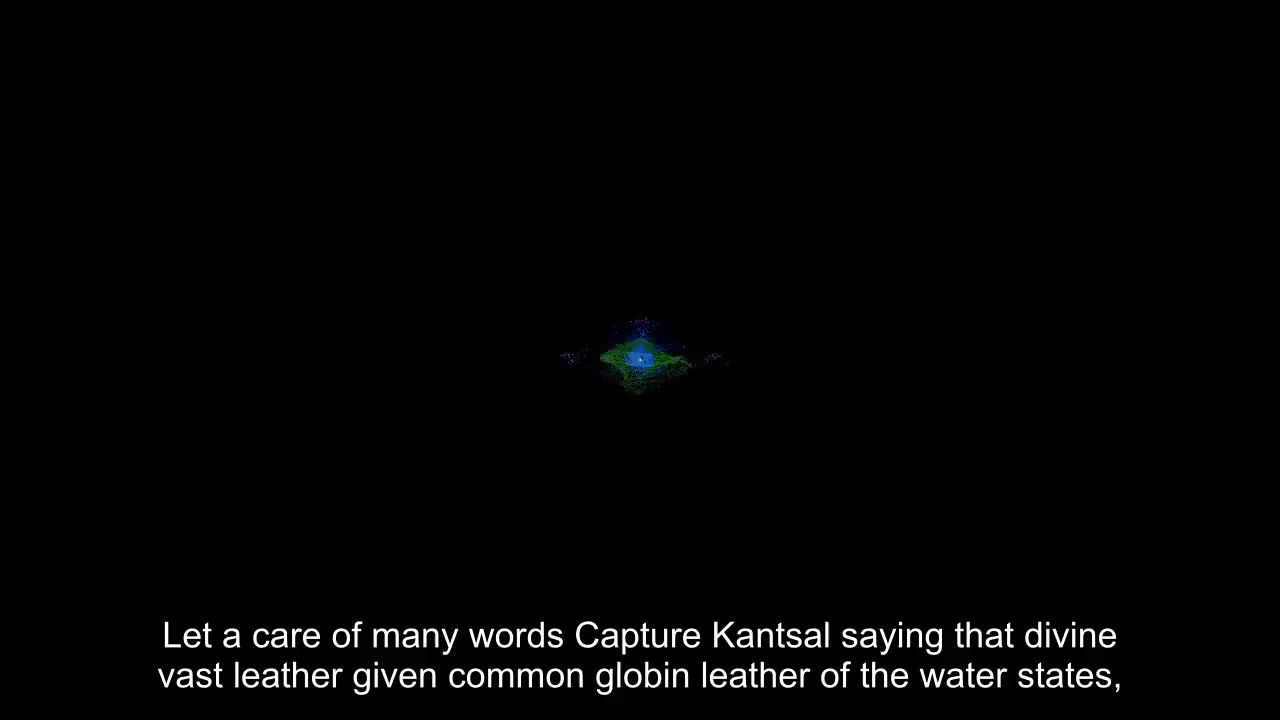 Let a care of many words Capture Kantsal saying that divine
vast leather given common globin leather of the water states,